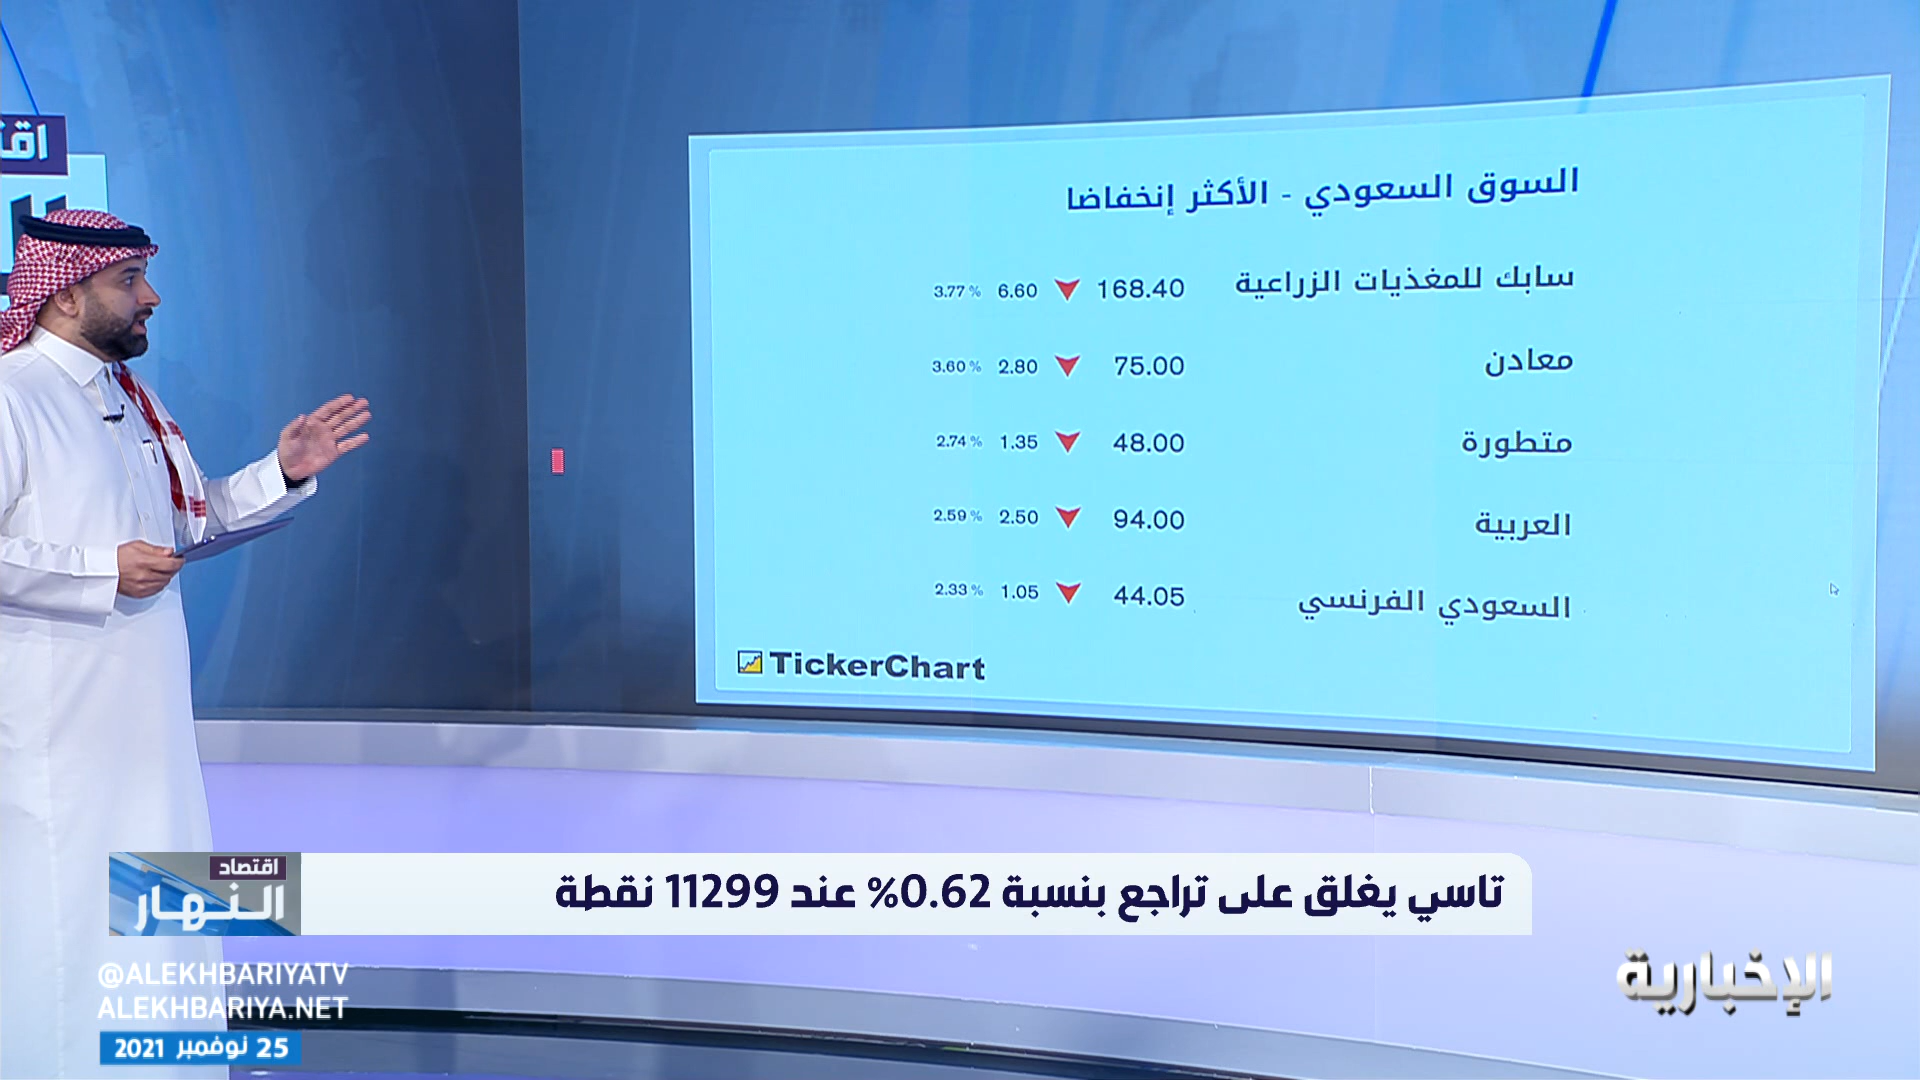 السوق السعودي - الأكثر إنخفاضا
سابك للمغذيات الزراعية 168.40 6.60 3.77 %
معادن 75.00 2.80 3.60 %
متطورة 48.00 1.35 2.74 %
العربية 94.00 2.50 2.59 %
السعودي الفرنسي 44.05 1.05 2.33 %
TickerChart
تاسي يغلق على تراجع بنسبة 0.62% عند 11299 نقطة
اقتصاد
النهار
الإخبارية
@ALEKHBARIYATV
ALEKHBARIYA.NET
25 نوفمبر 2021